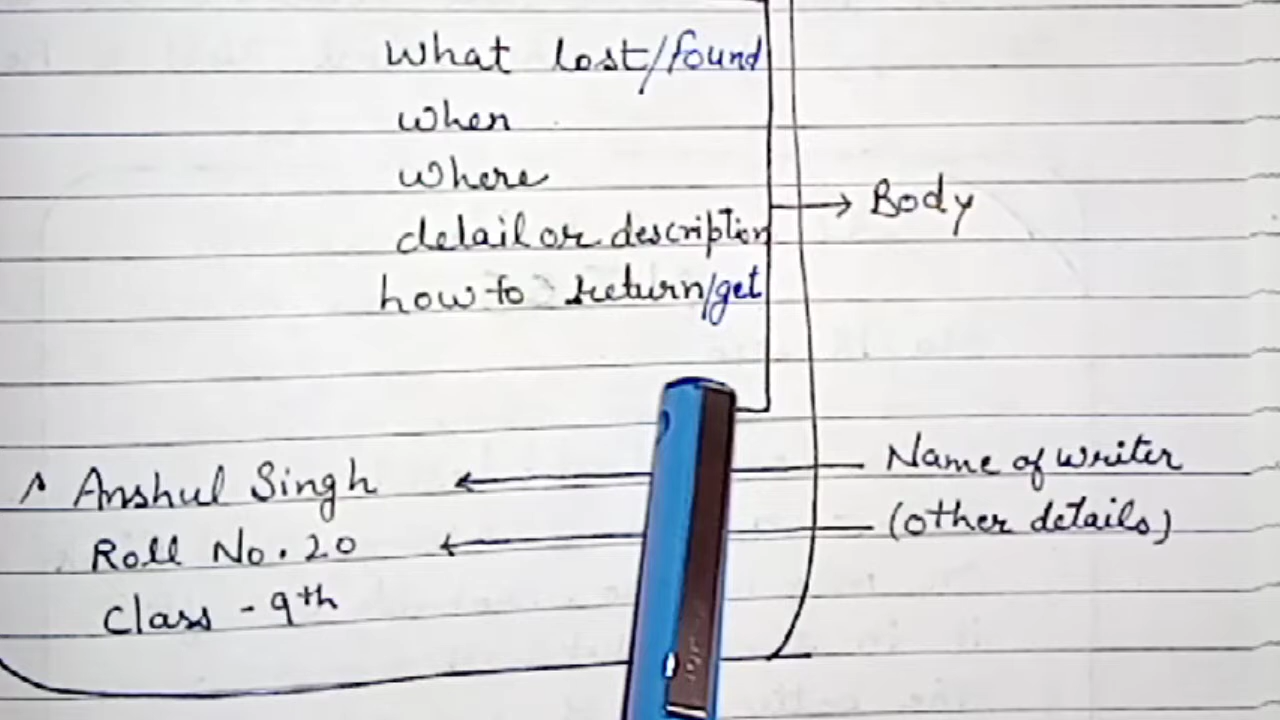 What lost/found
when
where
detail or description
how to return/get
Body
Anshul Singh
Name of writer
Roll No. 20
(other details)
Class - 9th